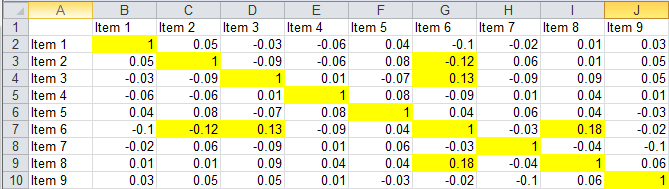 A B C D E F G H I J
1 Item 1 Item 2 Item 3 Item 4 Item 5 Item 6 Item 7 Item 8 Item 9
2 Item 1 1 0.05 -0.03 -0.06 0.04 -0.1 -0.02 0.01 0.03
3 Item 2 0.05 1 -0.09 -0.06 0.08 -0.12 0.06 0.01 0.05
4 Item 3 -0.03 -0.09 1 0.01 -0.07 0.13 -0.09 0.09 0.05
5 Item 4 -0.06 -0.06 0.01 1 0.08 -0.09 0.01 0.04 0.01
6 Item 5 0.04 0.08 -0.07 0.08 1 0.04 0.06 0.04 -0.03
7 Item 6 -0.1 -0.12 0.13 -0.09 0.04 1 -0.03 0.18 -0.02
8 Item 7 -0.02 0.06 -0.09 0.01 0.06 -0.03 1 -0.04 -0.1
9 Item 8 0.01 0.01 0.09 0.04 0.04 0.18 -0.04 1 0.06
10 Item 9 0.03 0.05 0.05 0.01 -0.03 -0.02 -0.1 0.06 1